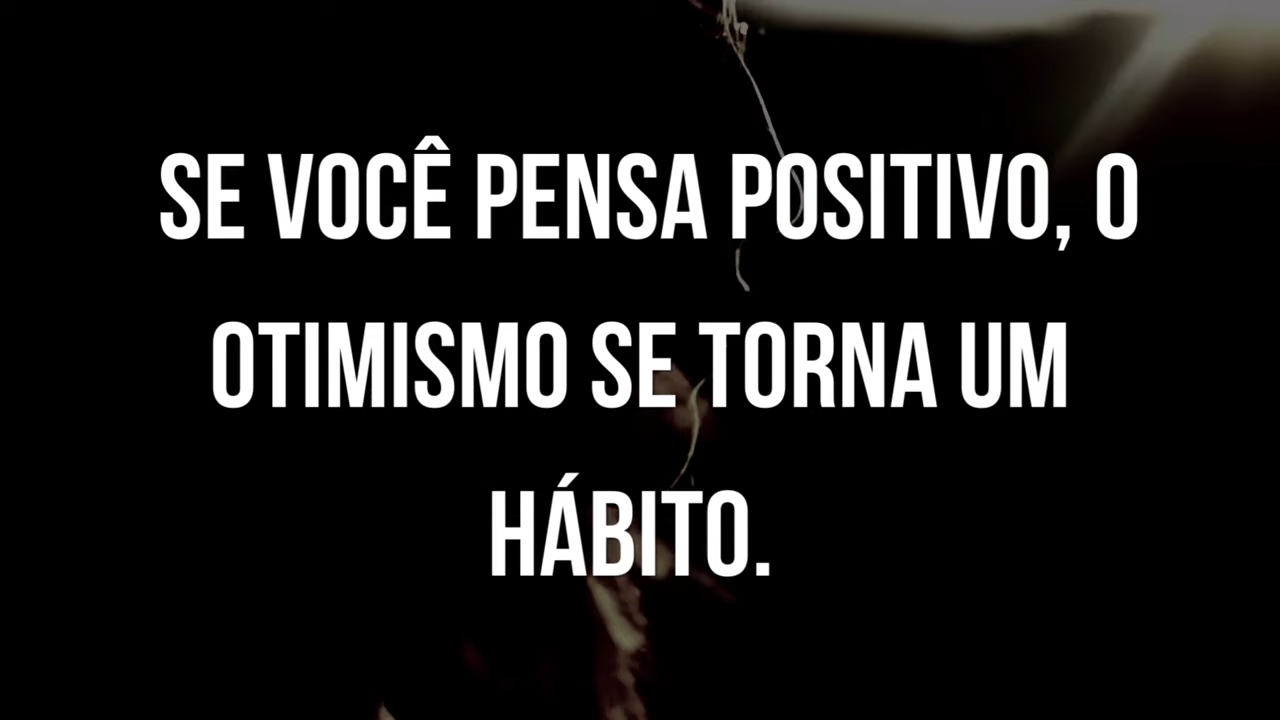 SE VOCÊ PENSA POSITIVO, O
OTIMISMO SE TORNA UM
HÁBITO.